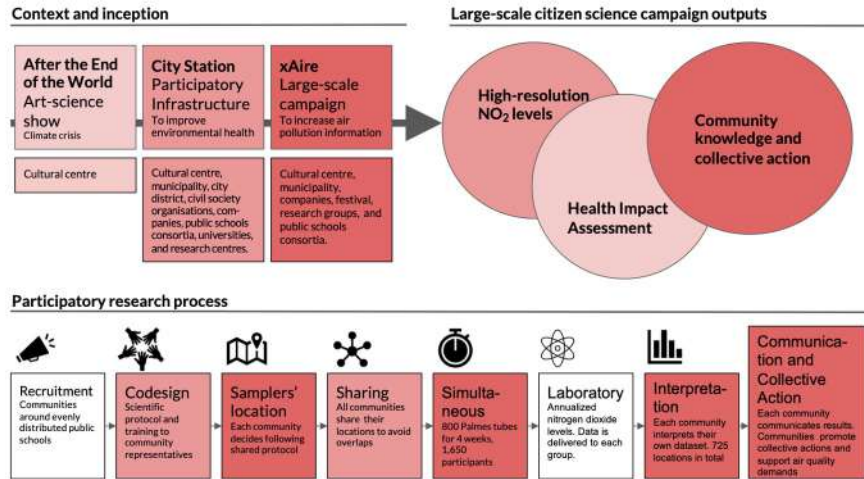 Context and inception
After the End
of the World
Art-science
show
Climate crisis
City Station
Participatory
Infrastructure
To improve
environmental health
xAire
Large-scale
campaign
To increase air
pollution information
Cultural centre
Cultural centre,
municipality, city
district, civil society
organisations, com-
panies, public schools
consortia, universities,
and research centres.
Cultural centre,
municipality,
companies, festival,
research groups, and
public schools
consortia.
Large-scale citizen science campaign outputs
High-resolution
NO₂ levels
Health Impact
Assessment
Community
knowledge and
collective action
Participatory research process
Recruitment
Communities
around evenly
distributed public
schools
Codesign
Scientific
protocol and
training to
community
representatives
Samplers'
location
Each community
decides following
shared protocol
Sharing
All communities
share their
locations to avoid
overlaps
Simulta-
neous
800 Palmes tubes
for 4 weeks,
1,650
participants
Laboratory
Annualized
nitrogen dioxide
levels. Data is
delivered to each
group.
Interpreta-
tion
Each community
interprets their
own dataset. 725
locations in total
Communica-
tion and
Collective
Action
Each community
communicates results.
Communities promote
collective actions and
support air quality
demands